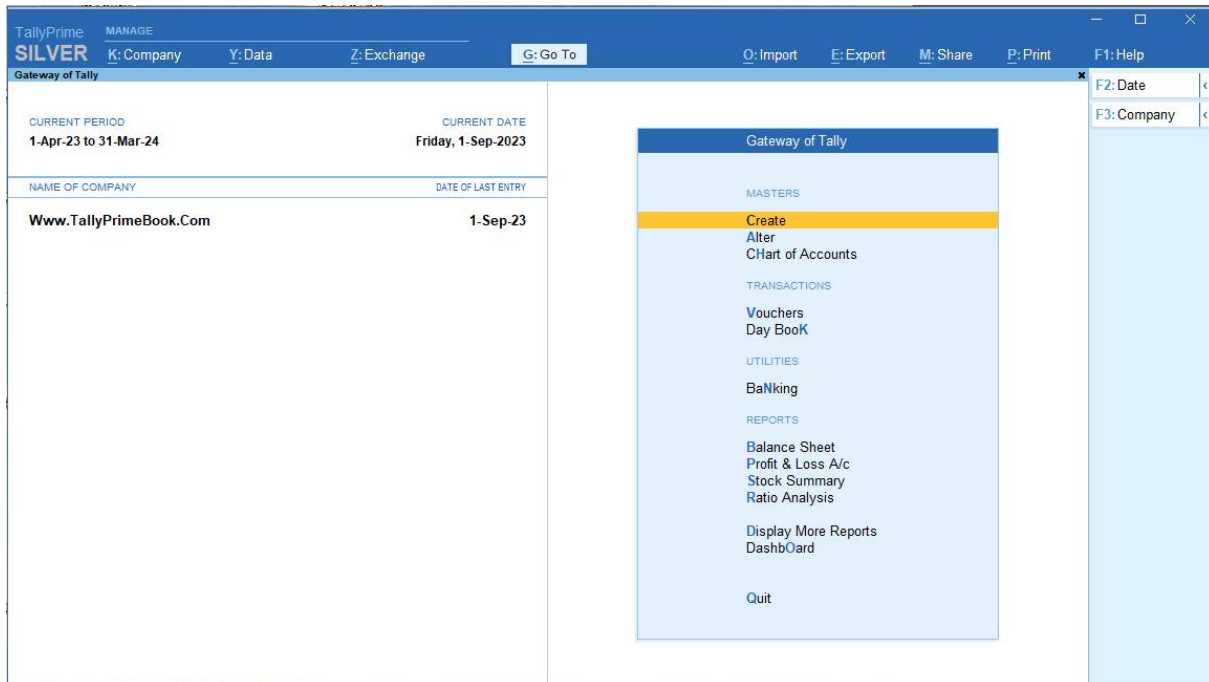 TallyPrime MANAGE
SILVER K: Company Y: Data Z: Exchange G: Go To O: Import E: Export M: Share P: Print F1: Help
Gateway of Tally
F2: Date
F3: Company
CURRENT PERIOD CURRENT DATE
1-Apr-23 to 31-Mar-24 Friday, 1-Sep-2023
NAME OF COMPANY DATE OF LAST ENTRY
Www.TallyPrimeBook.Com 1-Sep-23
Gateway of Tally
MASTERS
Create
Alter
CHart of Accounts
TRANSACTIONS
Vouchers
Day BooK
UTILITIES
BaNking
REPORTS
Balance Sheet
Profit & Loss A/c
Stock Summary
Ratio Analysis
Display More Reports
DashbOard
Quit